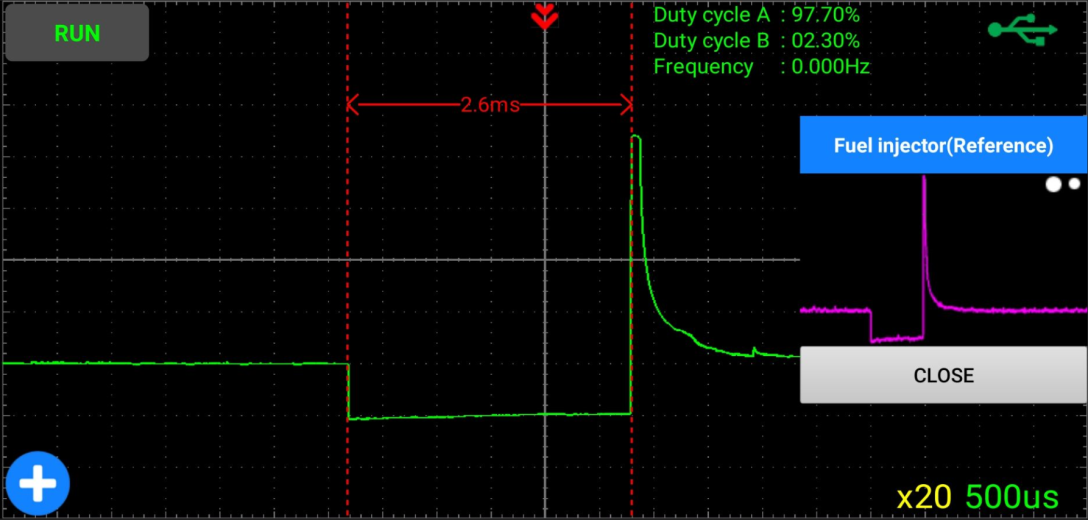 RUN
Duty cycle A : 97.70%
Duty cycle B : 02.30%
Frequency : 0.000Hz
2.6ms
Fuel injector(Reference)
CLOSE
x20 500us